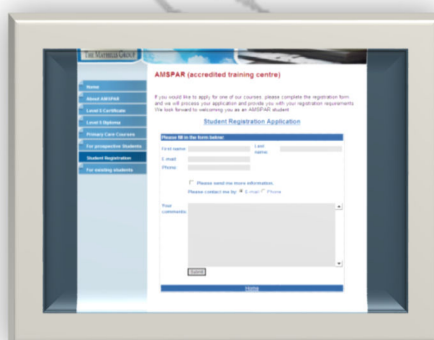 AMSPAR (accredited training centre)
Home
About AMSPAR
Level 3 Certificate
Level 5 Diploma
Primary Care Courses
For prospective Students
Student Registration
For existing students
If you would like to apply for one of our courses, please complete the registration form
and we will process your application and provide you with your registration requirements.
We look forward to welcoming you as an AMSPAR student
Student Registration Application
Please fill in the form below:
First name
Last name
E-mail
Phone
Please send me more information.
Please contact me by: E-mail Phone
Your comments
Submit
Home